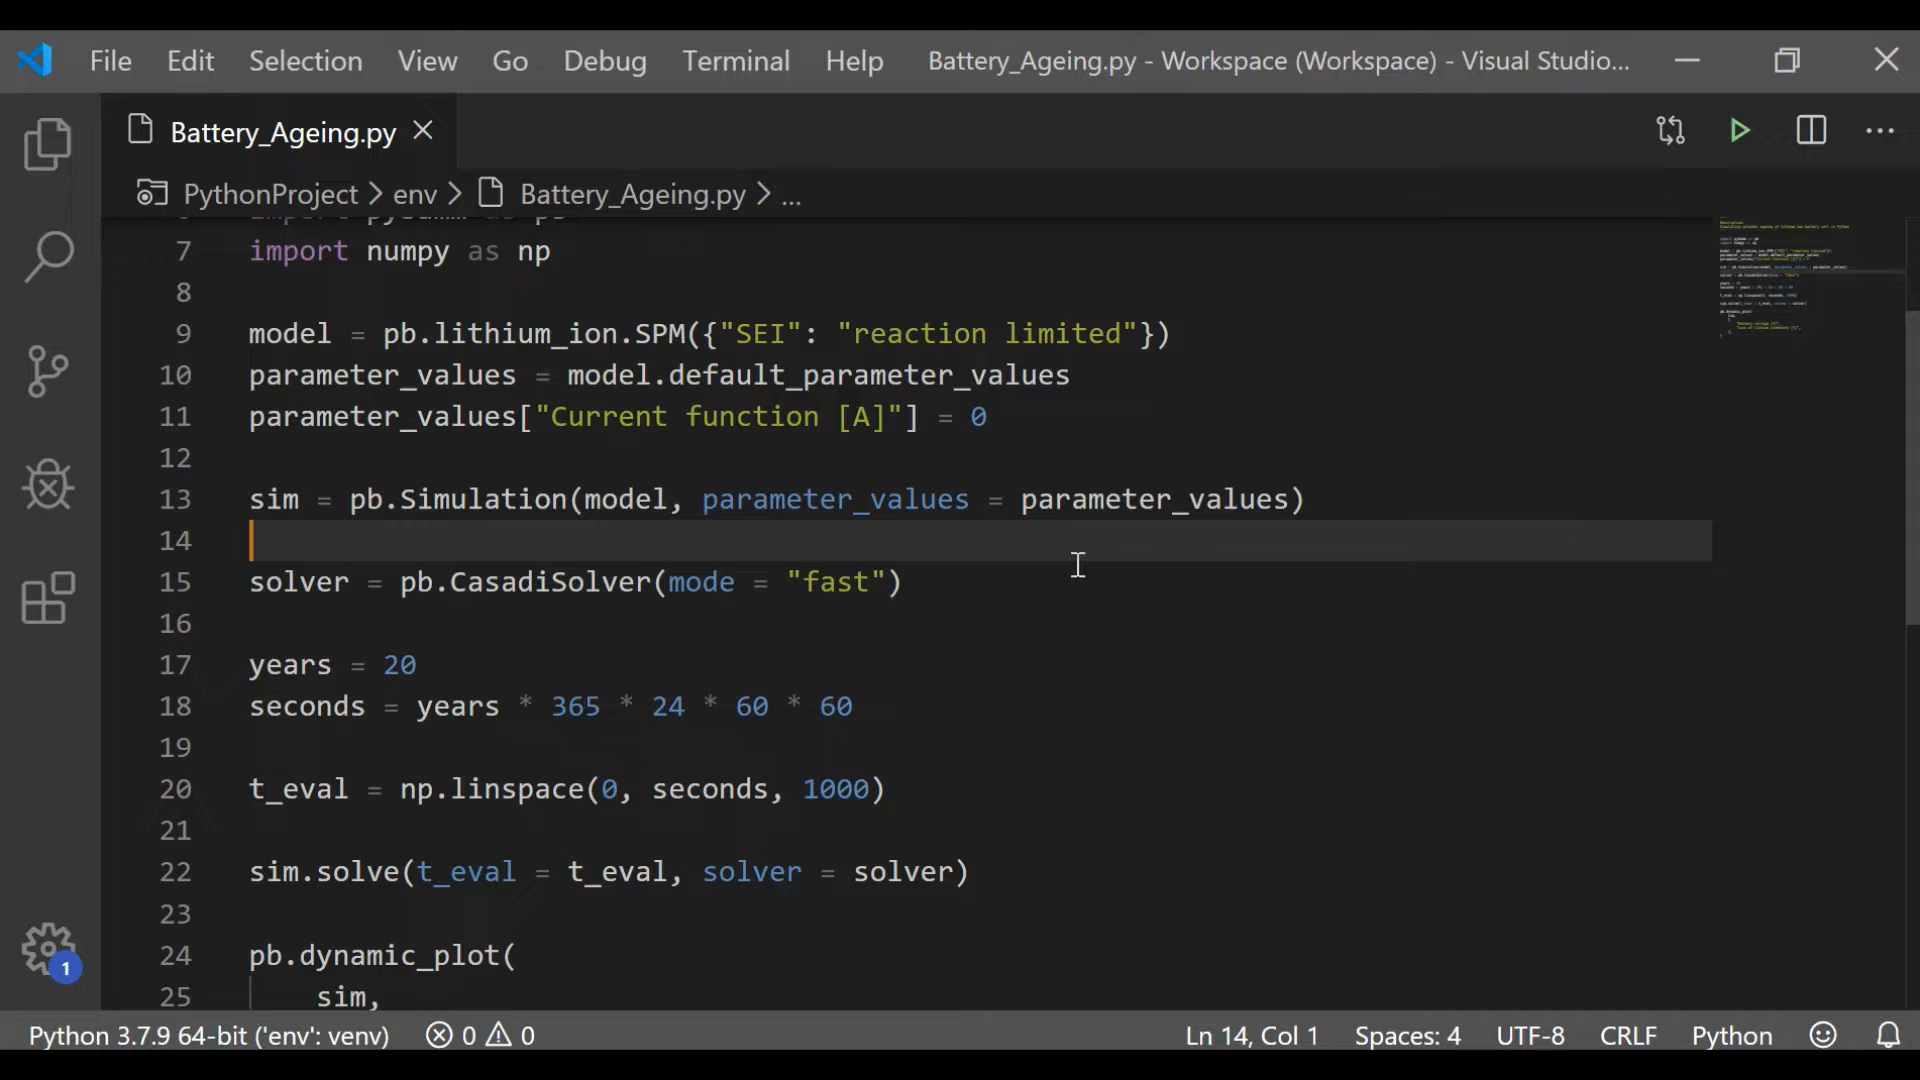 File Edit Selection View Go Debug Terminal Help Battery_Ageing.py - Workspace (Workspace) - Visual Studio...
Battery_Ageing.py
PythonProject > env > Battery_Ageing.py > ...
7 import numpy as np
8
9 model = pb.lithium_ion.SPM({"SEI": "reaction limited"})
10 parameter_values = model.default_parameter_values
11 parameter_values["Current function [A]"] = 0
12
13 sim = pb.Simulation(model, parameter_values = parameter_values)
14
15 solver = pb.CasadiSolver(mode = "fast")
16
17 years = 20
18 seconds = years * 365 * 24 * 60 * 60
19
20 t_eval = np.linspace(0, seconds, 1000)
21
22 sim.solve(t_eval = t_eval, solver = solver)
23
24 pb.dynamic_plot(
25 sim,
1
Python 3.7.9 64-bit ('env': venv) 0 0 Ln 14, Col 1 Spaces: 4 UTF-8 CRLF Python